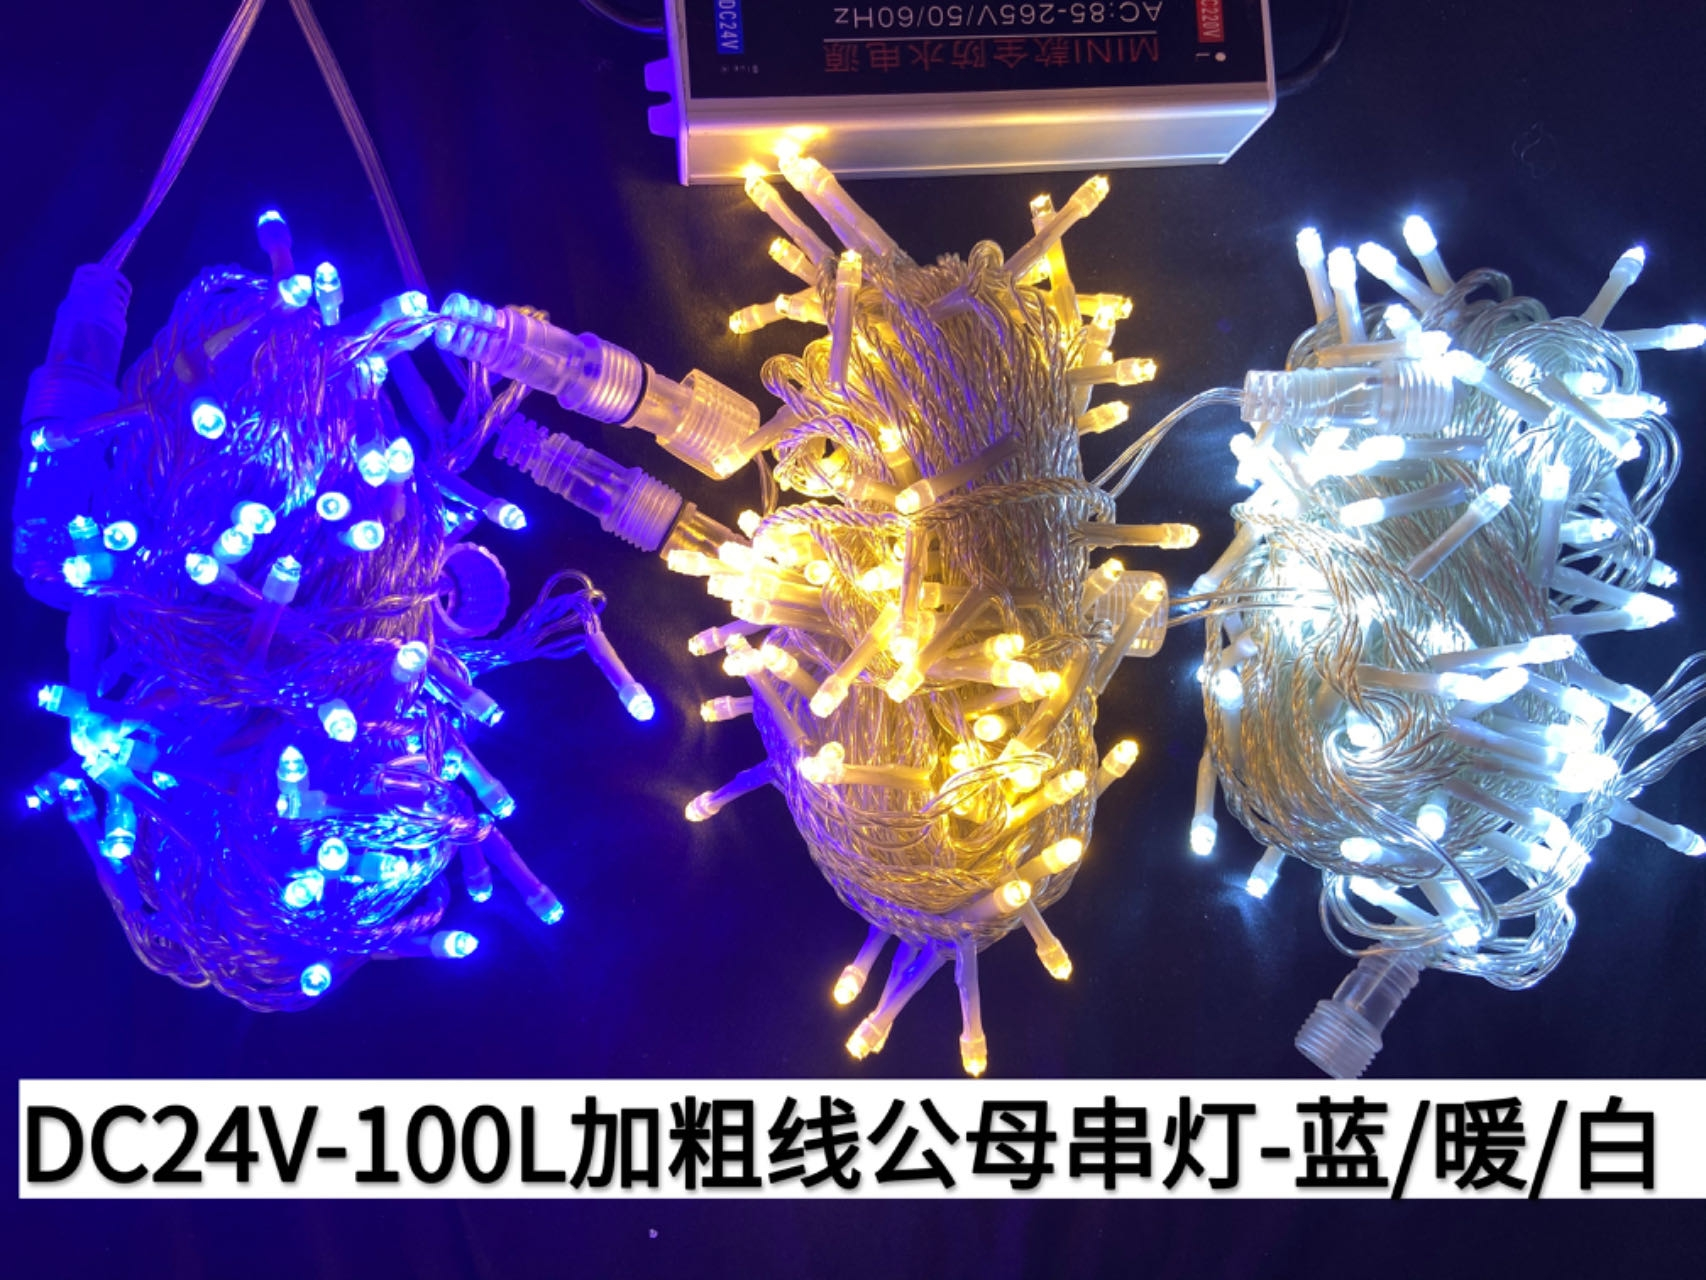 AC:85-265V/50/60Hz
MINI款全防水电源
DC24V
C220V
L
DC24V-100L加粗线公母串灯-蓝/暖/白